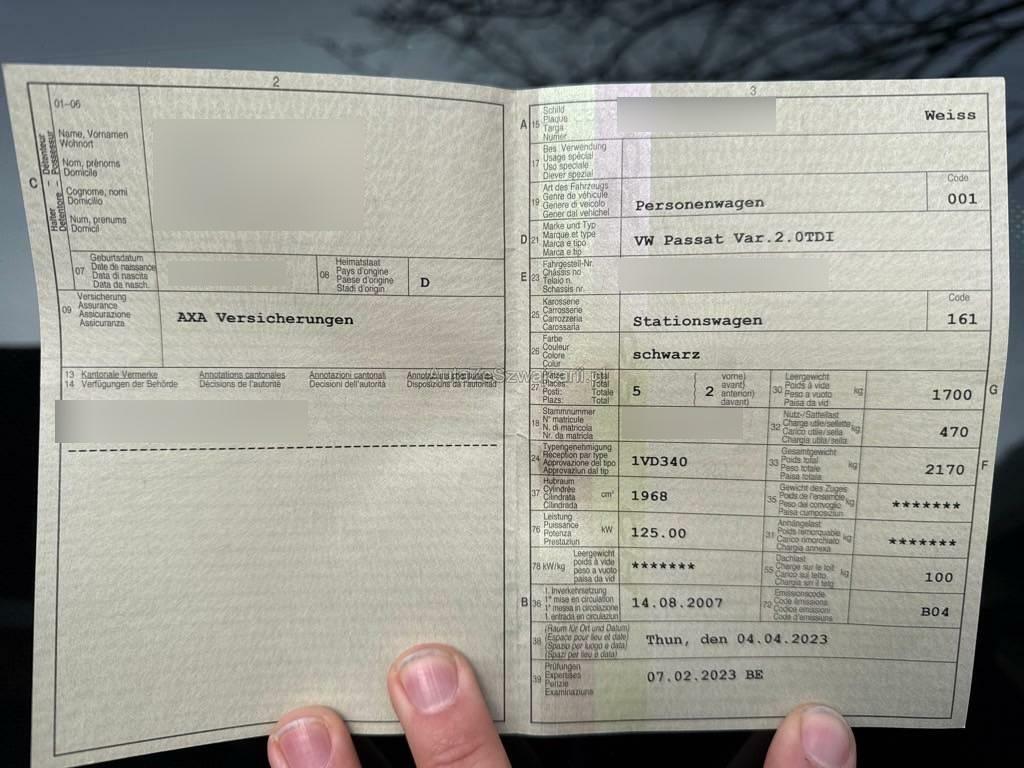 2
01-06
Name, Vornamen
Wohnort
Nom, prénoms
Domicile
Cognome, nomi
Domicilio
Num, prenums
Domicil
C
Halter
Détenteur
Detentore
Possessur
07
Geburtsdatum
Date de naissance
Data di nascita
Data da nasch.
08
Heimatstaat
Pays d'origine
Paese d'origine
Stadi d'origin
D
09
Versicherung
Assurance
Assicurazione
Assicuranza
AXA Versicherungen
13 Kantonale Vermerke Annotations cantonales Annotazioni cantonali
14 Verfügungen der Behörde Décisions de l'autorité Decisioni dell'autorità Disposiziuns da l'autoritad
3
A 15
Schild
Plaque
Targa
Numer
Weiss
17
Bes. Verwendung
Usage spécial
Uso speciale
Diever spezial
19
Art des Fahrzeugs
Genre de véhicule
Genere di veicolo
Gener dal vehichel
Personenwagen
Code
001
D 21
Marke und Typ
Marque et type
Marca e tipo
Marca e tip
VW Passat Var.2.0TDI
E 23
Fahrgestell-Nr.
Châssis no
Telaio n.
Schassis nr.
25
Karosserie
Carrosserie
Carrozzeria
Carossaria
Stationswagen
Code
161
26
Farbe
Couleur
Colore
Colur
schwarz
27
Plätze: Total
Places: Total
Posti: Totale
Plazs: Total
5
2
vorne)
avant)
anteriori)
davant)
30
Leergewicht
Poids à vide
Peso a vuoto
Paisa da vid
kg
1700
G
18
Stammnummer
N° matricule
N. di matricola
Nr. da matricla
32
Nutz-/Sattellast
Charge utile/sellette
Carico utile/sella
Chargia utila/sella
kg
470
24
Typengenehmigung
Réception par type
Approvazione del tipo
Approvaziun dal tip
1VD340
33
Gesamtgewicht
Poids total
Peso totale
Paisa totala
kg
2170
F
37
Hubraum
Cylindrée
Cilindrata
Cilindrada
cm³
1968
35
Gewicht des Zuges
Poids de l'ensemble
Peso del convoglio
Paisa cumposiziun
kg
*******
76
Leistung
Puissance
Potenza
Prestaziun
kW
125.00
31
Anhängelast
Poids remorquable
Carico rimorchiato
Chargia annexa
kg
*******
78 kW/kg
Leergewicht
poids à vide
peso a vuoto
paisa da vid
*******
55
Dachlast
Charge sur le toit
Carico sul tetto
Chargia sin il tetg
kg
100
B 36
1. Inverkehrsetzung
1re mise en circulation
1a messa in circolazione
1. entrada en circulaziun
14.08.2007
72
Emissionscode
Code émissions
Codice emissioni
Code d'emissiuns
B04
38
(Raum für Ort und Datum)
(Espace pour lieu et date)
(Spazio per luogo e data)
(Spazi per lieu e data)
Thun, den 04.04.2023
39
Prüfungen
Expertises
Perizie
Examinaziuns
07.02.2023 BE